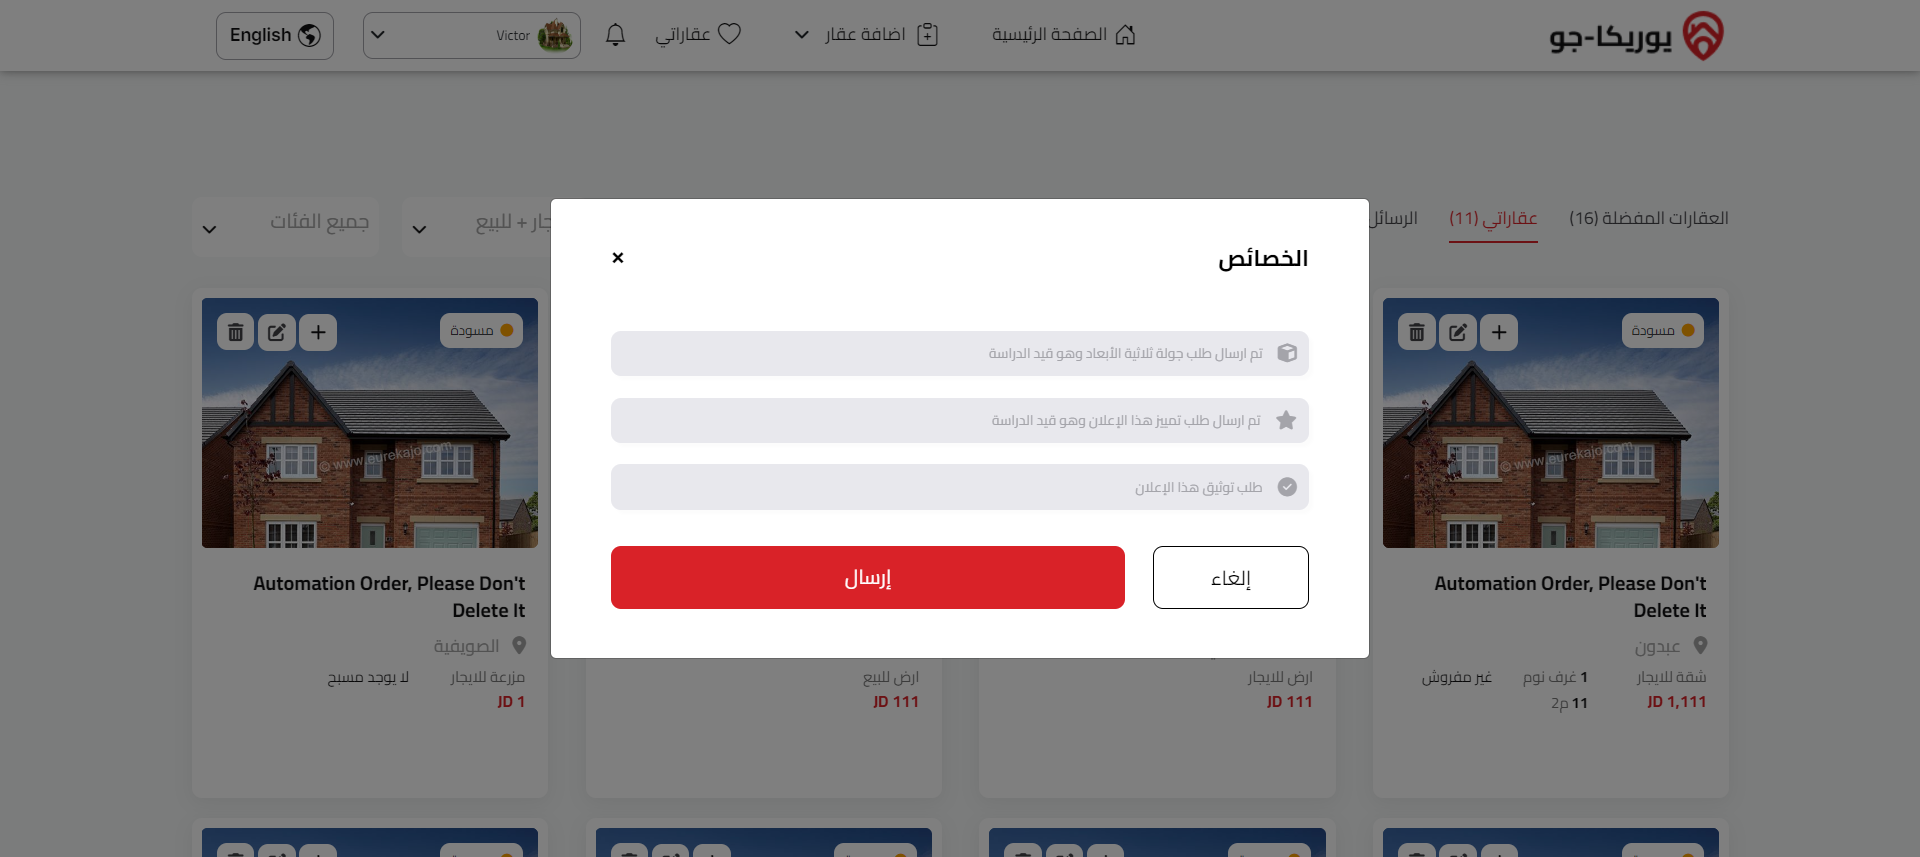 يوريكا-جو
الصفحة الرئيسية
اضافة عقار
عقاراتي
Victor
English
العقارات المفضلة (16)
عقاراتي (11)
الرسائل
جار + للبيع
جميع الفئات
الخصائص
×
تم ارسال طلب جولة ثلاثية الأبعاد وهو قيد الدراسة
تم ارسال طلب تمييز هذا الإعلان وهو قيد الدراسة
طلب توثيق هذا الإعلان
إلغاء
إرسال
مسودة
© www.eurekajo.com
Automation Order, Please Don't
Delete It
عبدون
شقة للايجار
1 غرف نوم
غير مفروش
JD 1,111
11 م2
ارض للايجار
JD 111
ارض للبيع
JD 111
مسودة
© www.eurekajo.com
Automation Order, Please Don't
Delete It
الصويفية
مزرعة للايجار
لا يوجد مسبح
JD 1